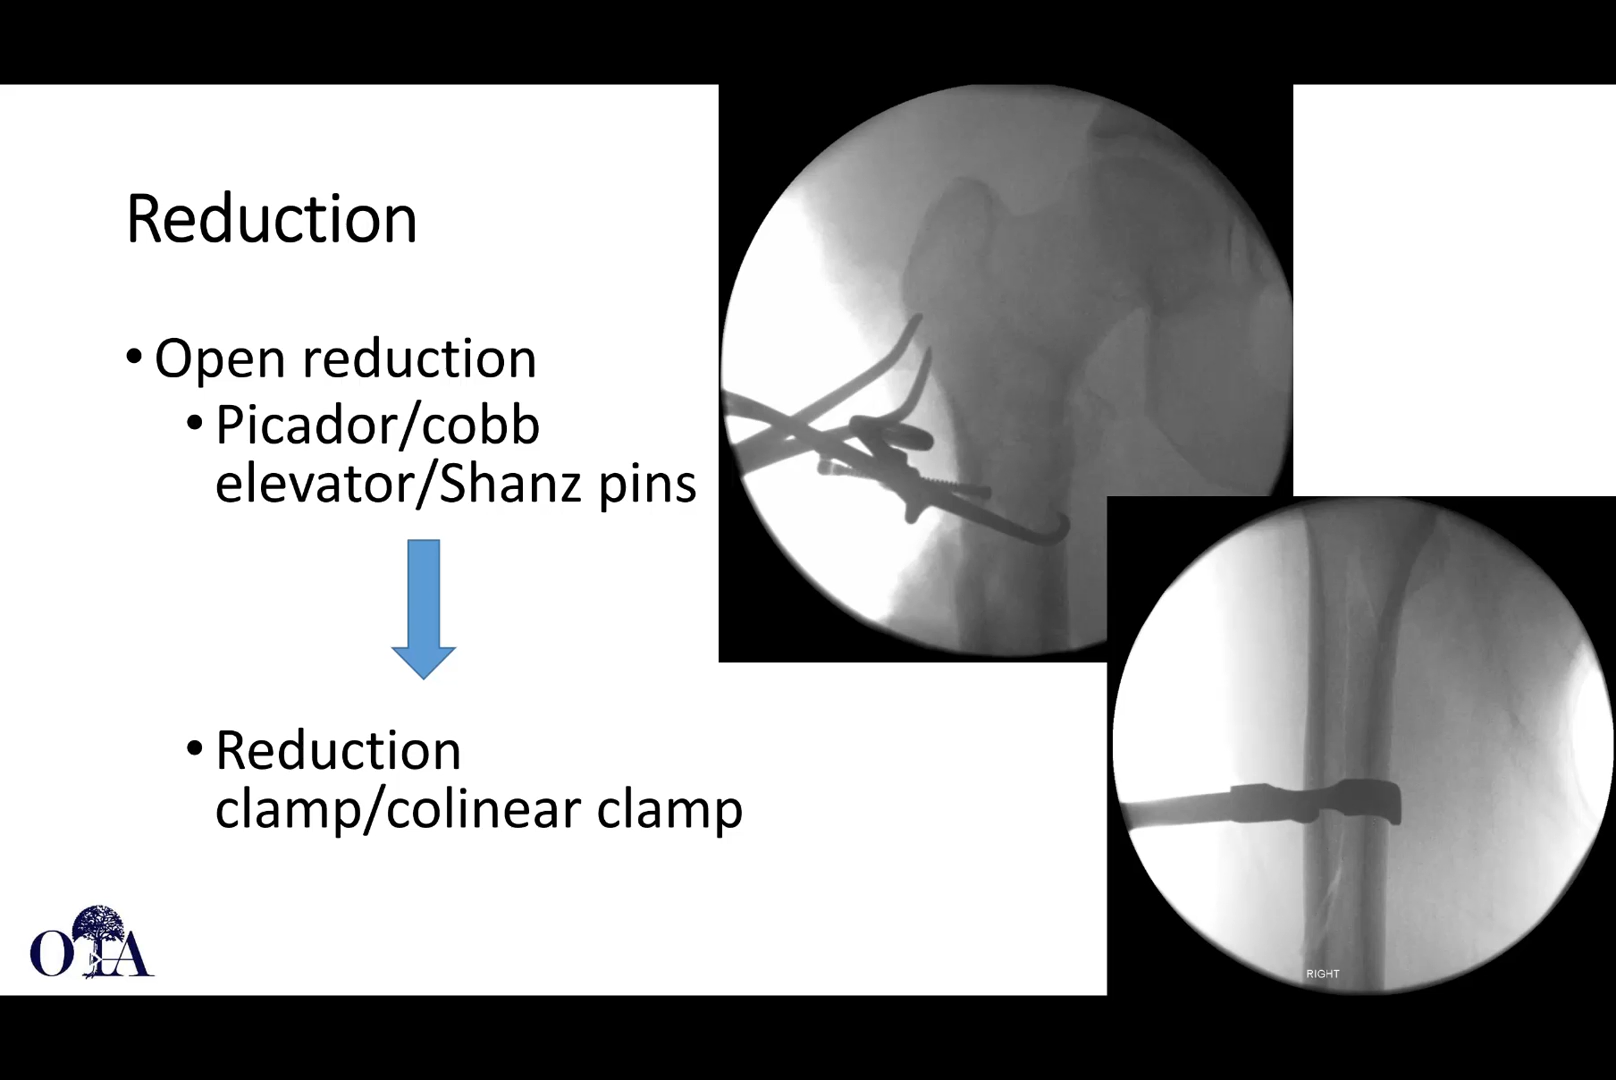 Reduction
• Open reduction
• Picador/cobb
elevator/Shanz pins
• Reduction
clamp/colinear clamp
OTA
RIGHT